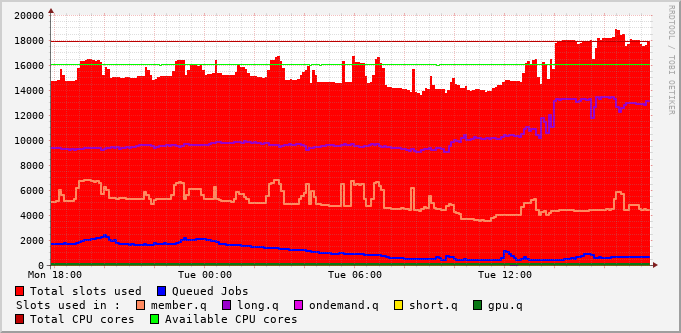 20000
18000
16000
14000
12000
10000
8000
6000
4000
2000
0
Mon 18:00 Tue 00:00 Tue 06:00 Tue 12:00
RRDTOOL / TOBI OETIKER
Total slots used Queued Jobs
Slots used in : member.q long.q ondemand.q short.q gpu.q
Total CPU cores Available CPU cores